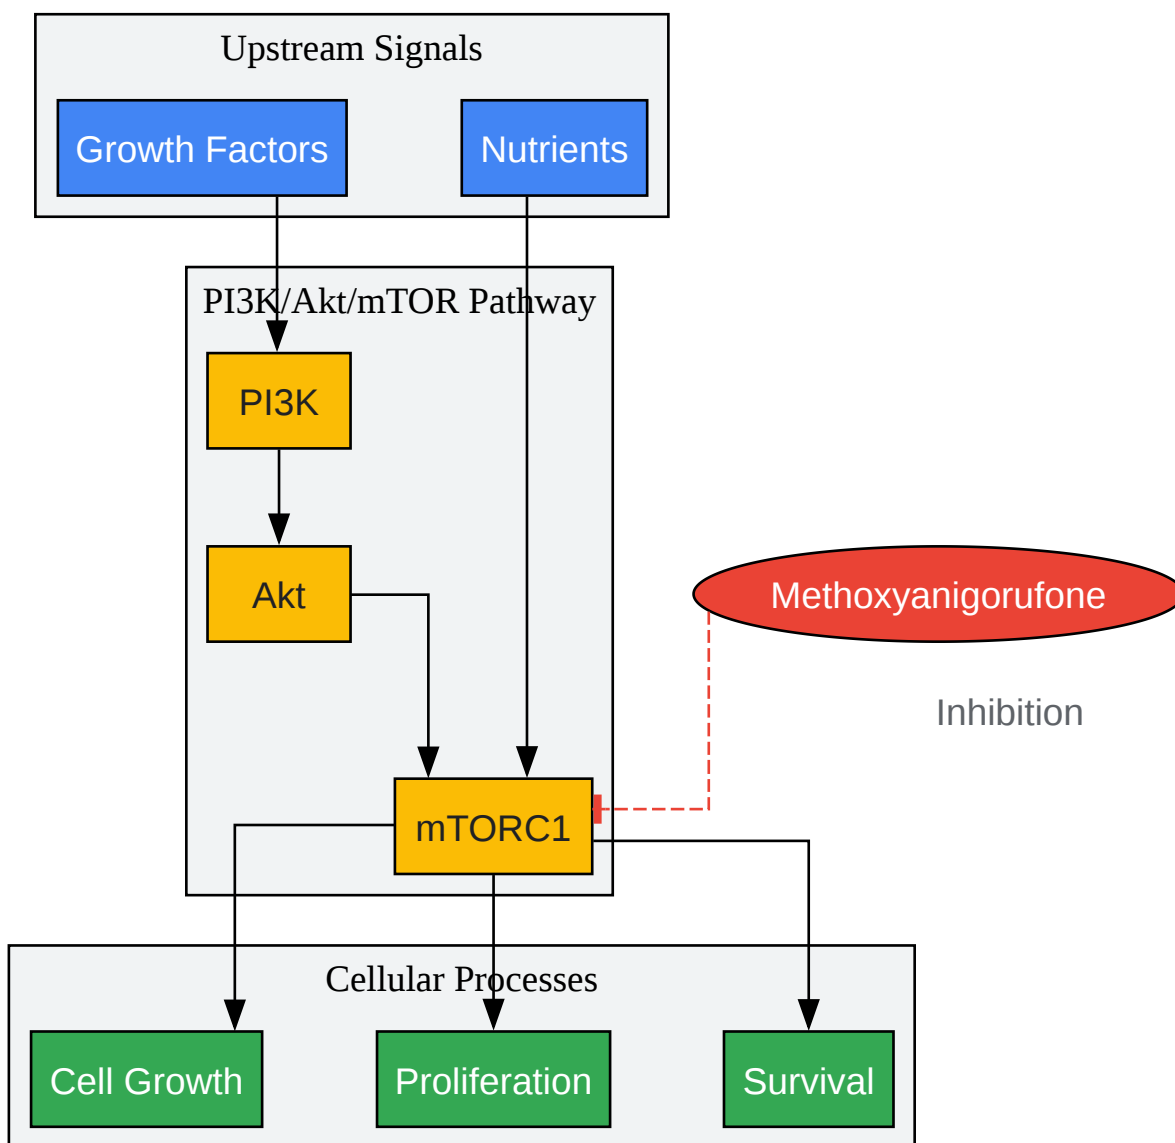 Upstream Signals
Growth Factors
Nutrients
PI3K/Akt/mTOR Pathway
PI3K
Akt
Methoxyanigorufone
Inhibition
mTORC1
Cellular Processes
Cell Growth
Proliferation
Survival